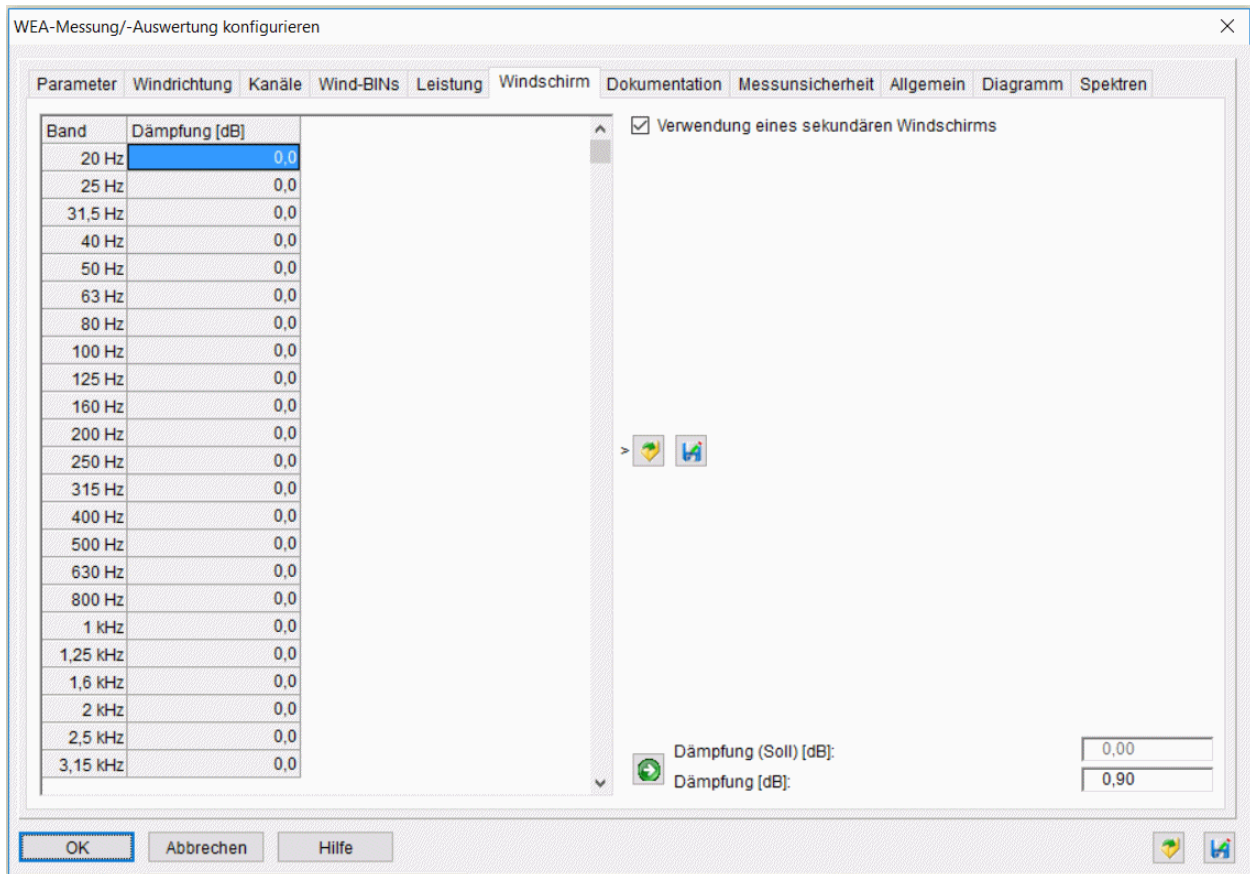 WEA-Messung/-Auswertung konfigurieren
Parameter Windrichtung Kanäle Wind-BINs Leistung Windschirm Dokumentation Messunsicherheit Allgemein Diagramm Spektren
Band Dämpfung [dB]
20 Hz 0,0
25 Hz 0,0
31,5 Hz 0,0
40 Hz 0,0
50 Hz 0,0
63 Hz 0,0
80 Hz 0,0
100 Hz 0,0
125 Hz 0,0
160 Hz 0,0
200 Hz 0,0
250 Hz 0,0
315 Hz 0,0
400 Hz 0,0
500 Hz 0,0
630 Hz 0,0
800 Hz 0,0
1 kHz 0,0
1,25 kHz 0,0
1,6 kHz 0,0
2 kHz 0,0
2,5 kHz 0,0
3,15 kHz 0,0
Verwendung eines sekundären Windschirms
>
Dämpfung (Soll) [dB]: 0,00
Dämpfung [dB]: 0,90
OK Abbrechen Hilfe